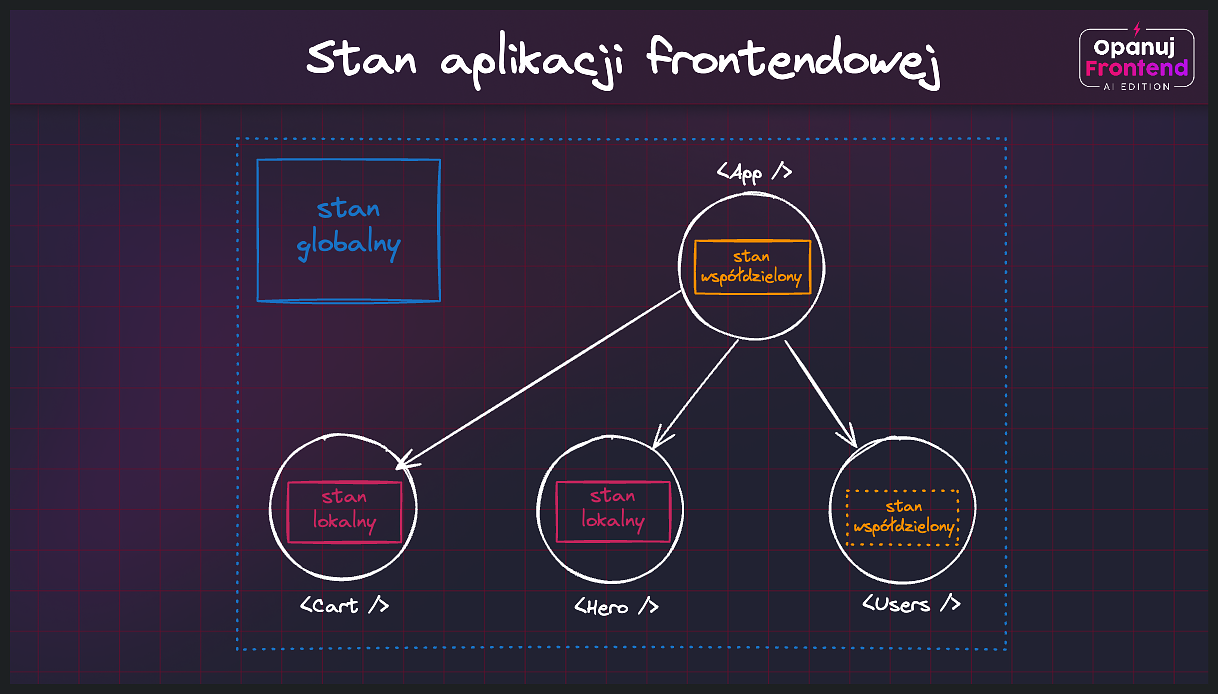 Stan aplikacji frontendowej
Opanuj
Frontend
AI EDITION
stan
globalny
<App />
stan
współdzielony
stan
lokalny
<Cart />
stan
lokalny
<Hero />
stan
współdzielony
<Users />